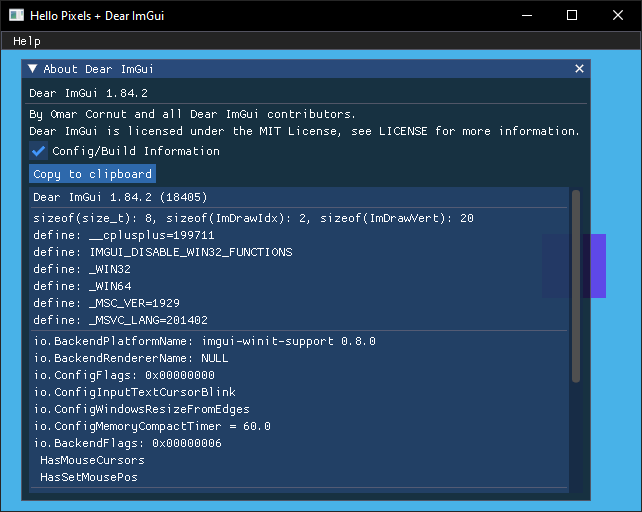 Hello Pixels + Dear ImGui
Help
About Dear ImGui
Dear ImGui 1.84.2
By Omar Cornut and all Dear ImGui contributors.
Dear ImGui is licensed under the MIT License, see LICENSE for more information.
Config/Build Information
Copy to clipboard
Dear ImGui 1.84.2 (18405)
sizeof(size_t): 8, sizeof(ImDrawIdx): 2, sizeof(ImDrawVert): 20
define: __cplusplus=199711
define: IMGUI_DISABLE_WIN32_FUNCTIONS
define: _WIN32
define: _WIN64
define: _MSC_VER=1929
define: _MSVC_LANG=201402
io.BackendPlatformName: imgui-winit-support 0.8.0
io.BackendRendererName: NULL
io.ConfigFlags: 0x00000000
io.ConfigInputTextCursorBlink
io.ConfigWindowsResizeFromEdges
io.ConfigMemoryCompactTimer = 60.0
io.BackendFlags: 0x00000006
HasMouseCursors
HasSetMousePos